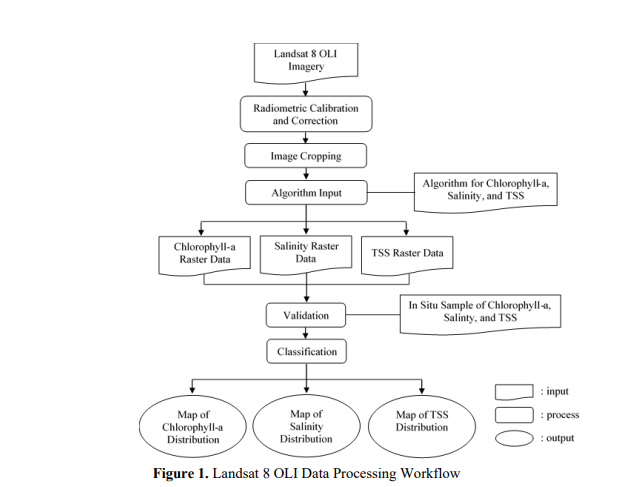 Landsat 8 OLI
Imagery
Radiometric Calibration
and Correction
Image Cropping
Algorithm Input
Algorithm for Chlorophyll-a,
Salinity, and TSS
Chlorophyll-a
Raster Data
Salinity Raster
Data
TSS Raster Data
Validation
In Situ Sample of Chlorophyll-a,
Salinty, and TSS
Classification
Map of
Chlorophyll-a
Distribution
Map of
Salinity
Distribution
Map of TSS
Distribution
: input
: process
: output
Figure 1. Landsat 8 OLI Data Processing Workflow